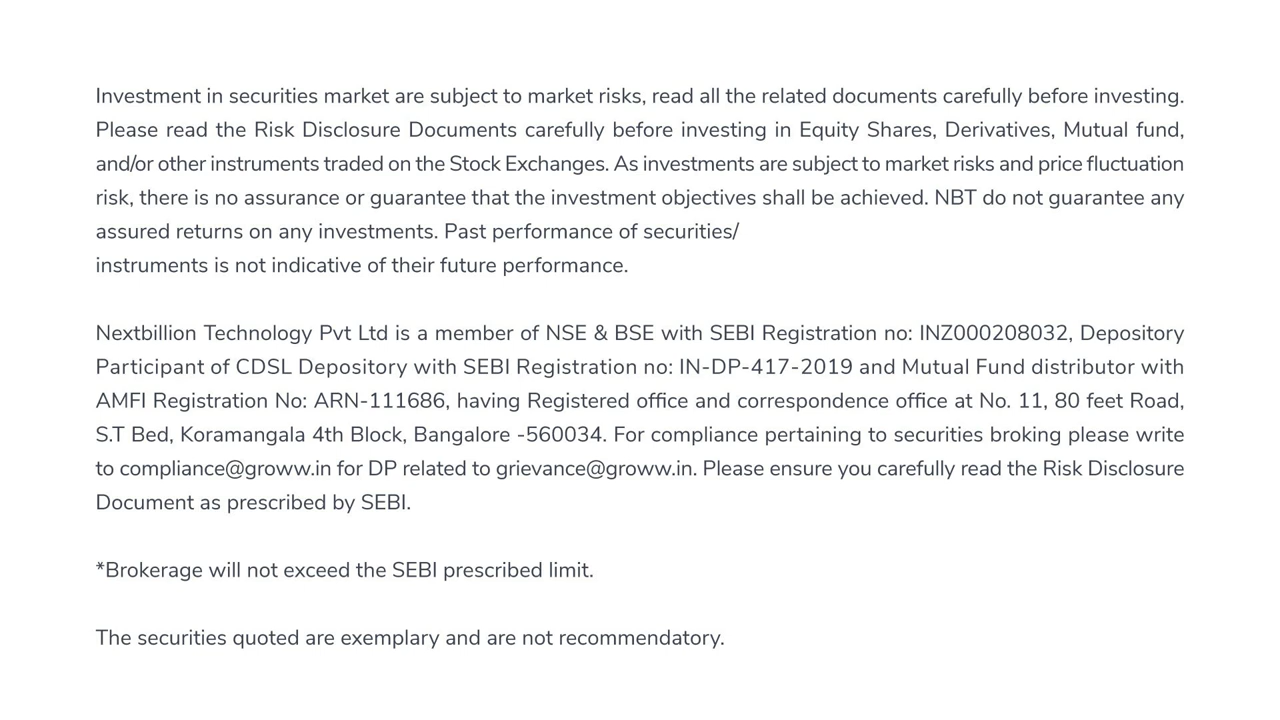 Investment in securities market are subject to market risks, read all the related documents carefully before investing.
Please read the Risk Disclosure Documents carefully before investing in Equity Shares, Derivatives, Mutual fund,
and/or other instruments traded on the Stock Exchanges. As investments are subject to market risks and price fluctuation
risk, there is no assurance or guarantee that the investment objectives shall be achieved. NBT do not guarantee any
assured returns on any investments. Past performance of securities/
instruments is not indicative of their future performance.
Nextbillion Technology Pvt Ltd is a member of NSE & BSE with SEBI Registration no: INZ000208032, Depository
Participant of CDSL Depository with SEBI Registration no: IN-DP-417-2019 and Mutual Fund distributor with
AMFI Registration No: ARN-111686, having Registered office and correspondence office at No. 11, 80 feet Road,
S.T Bed, Koramangala 4th Block, Bangalore -560034. For compliance pertaining to securities broking please write
to compliance@groww.in for DP related to grievance@groww.in. Please ensure you carefully read the Risk Disclosure
Document as prescribed by SEBI.
*Brokerage will not exceed the SEBI prescribed limit.
The securities quoted are exemplary and are not recommendatory.